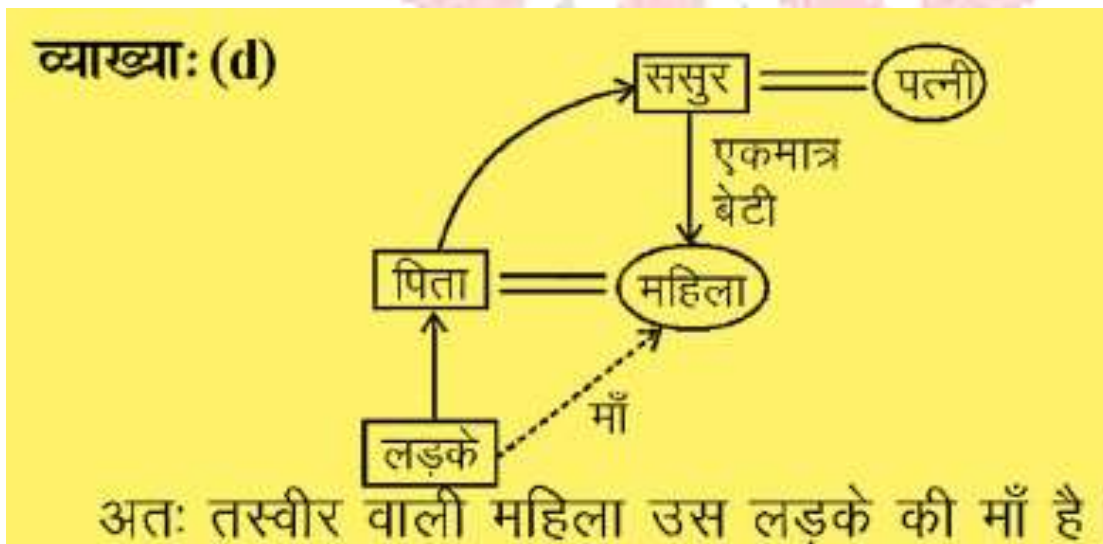 व्याख्याः (d)
ससुर
पत्नी
एकमात्र
बेटी
पिता
महिला
माँ
लड़के
अतः तस्वीर वाली महिला उस लड़के की माँ है